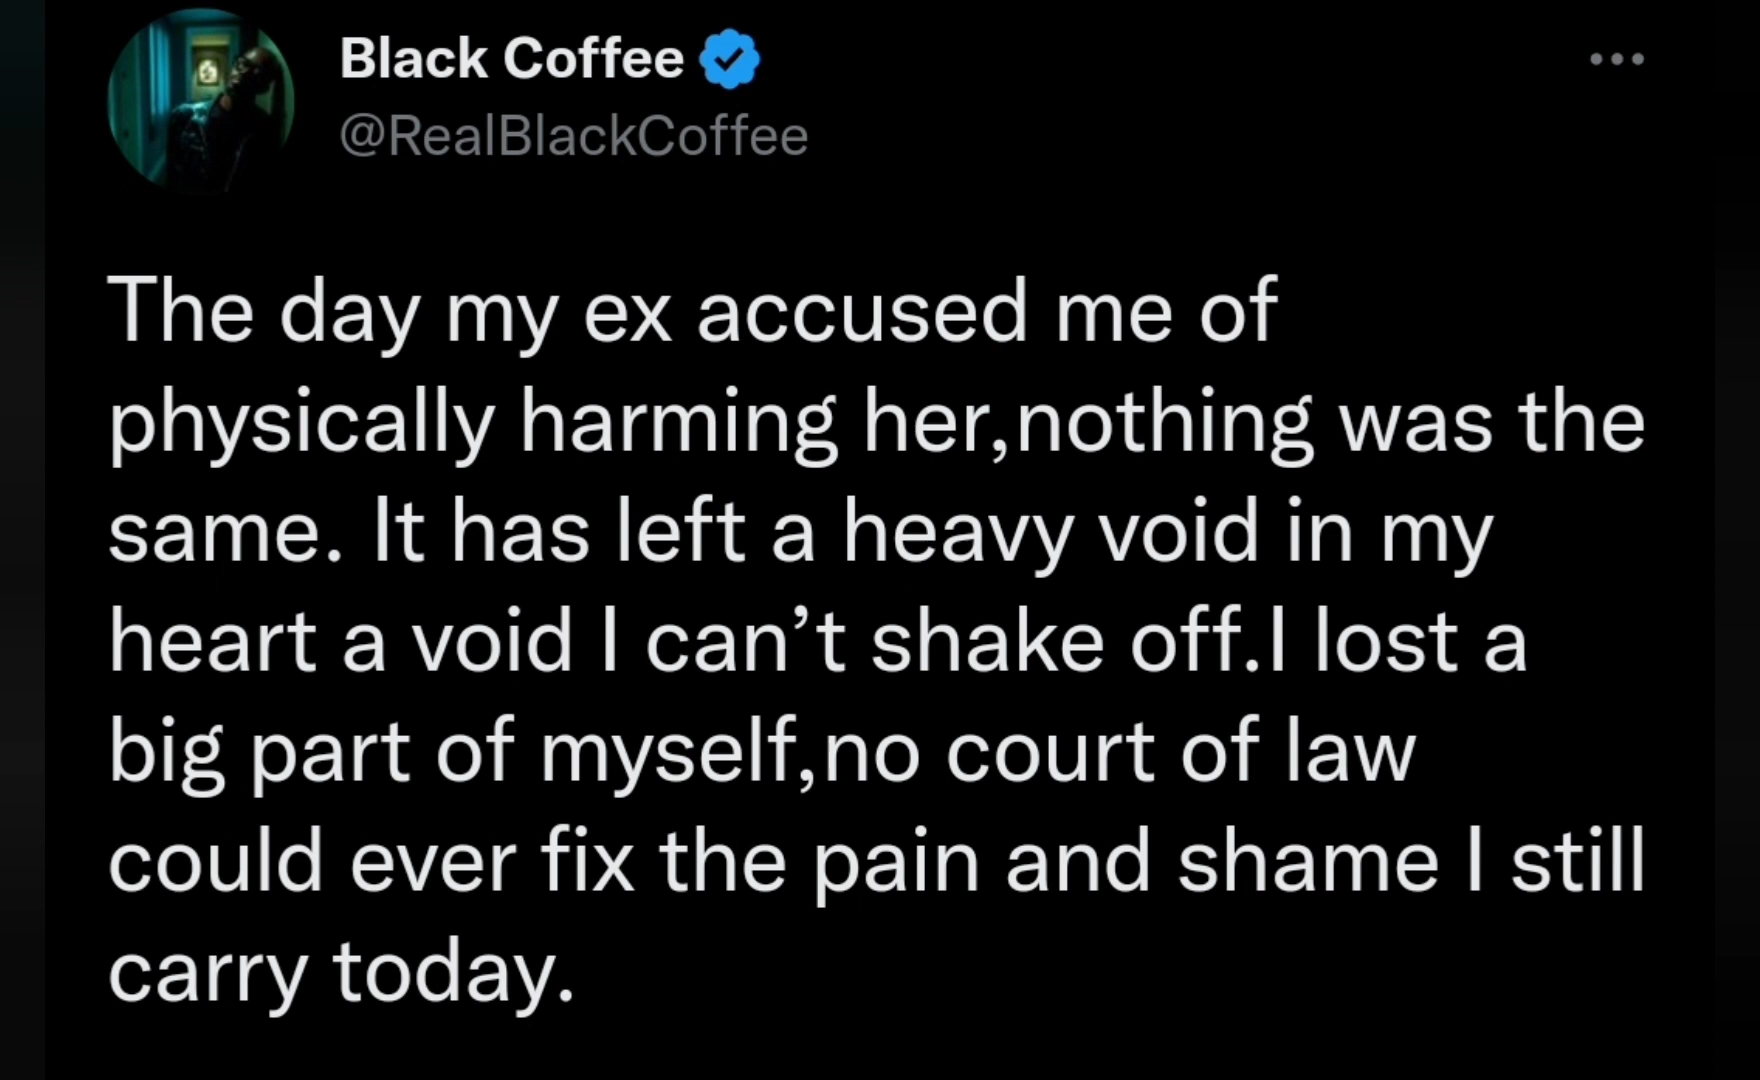 Black Coffee
@RealBlackCoffee
The day my ex accused me of
physically harming her,nothing was the
same. It has left a heavy void in my
heart a void I can’t shake off.I lost a
big part of myself,no court of law
could ever fix the pain and shame I still
carry today.